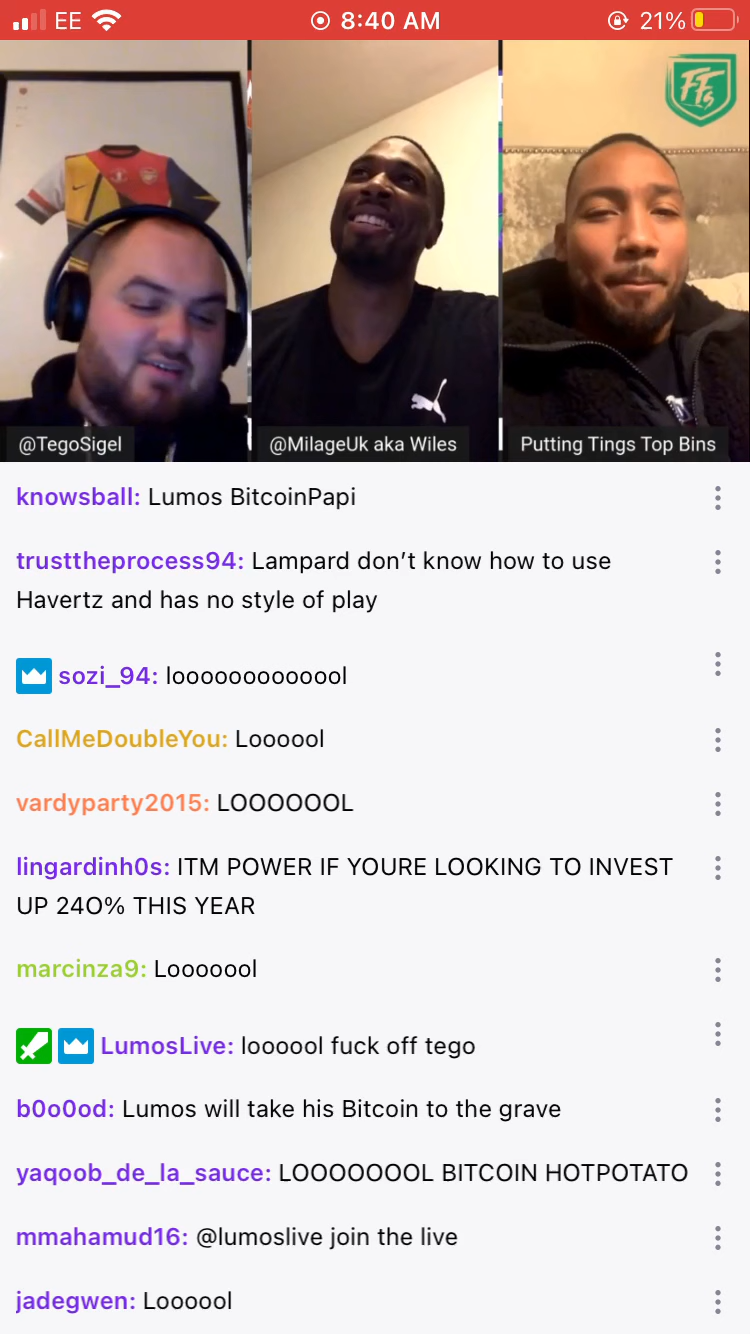 EE
8:40 AM
21%
FFs
@TegoSigel
@MilageUk aka Wiles
Putting Tings Top Bins
knowsball: Lumos BitcoinPapi
trusttheprocess94: Lampard don’t know how to use
Havertz and has no style of play
sozi_94: looooooooooool
CallMeDoubleYou: Loooool
vardyparty2015: LOOOOOOL
lingardinh0s: ITM POWER IF YOURE LOOKING TO INVEST
UP 24O% THIS YEAR
marcinza9: Looooool
LumosLive: loooool fuck off tego
b0o0od: Lumos will take his Bitcoin to the grave
yaqoob_de_la_sauce: LOOOOOOOL BITCOIN HOTPOTATO
mmahamud16: @lumoslive join the live
jadegwen: Loooool